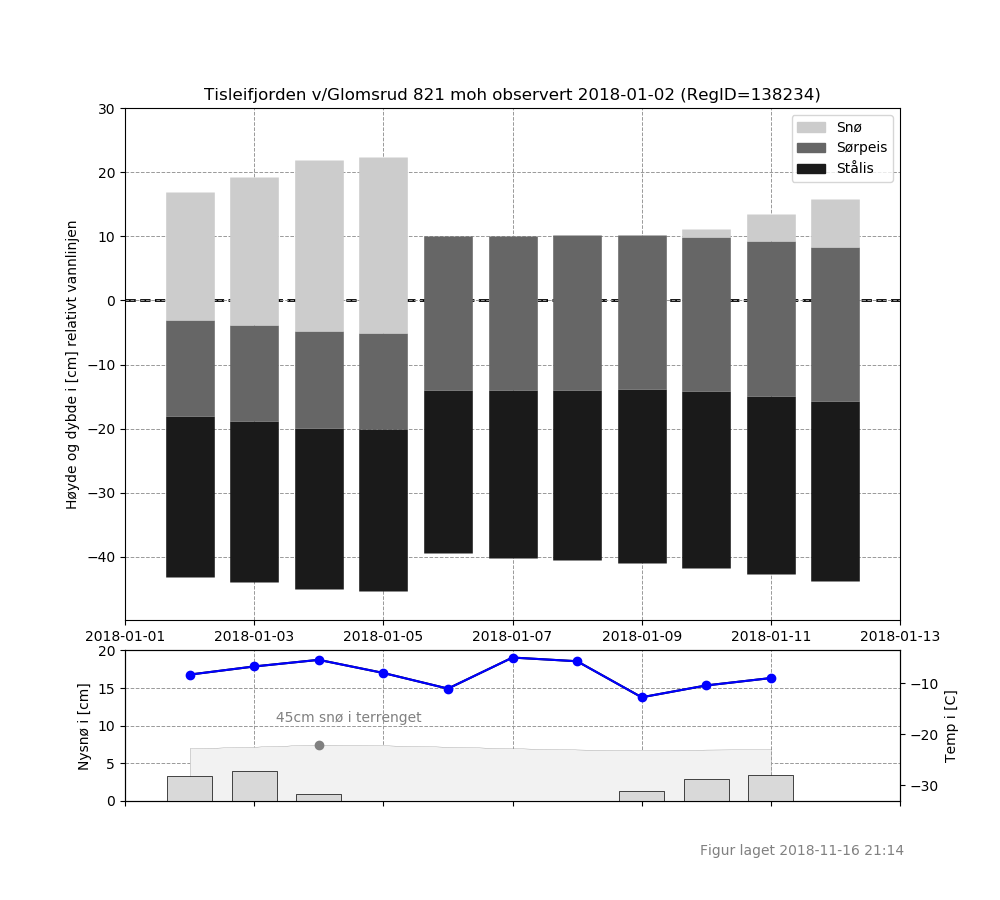 Tisleifjorden v/Glomsrud 821 moh observert 2018-01-02 (RegID=138234)
Snø
Sørpeis
Stålis
Høyde og dybde i [cm] relativt vannlinjen
30
20
10
0
−10
−20
−30
−40
2018-01-01 2018-01-03 2018-01-05 2018-01-07 2018-01-09 2018-01-11 2018-01-13
Nysnø i [cm]
20
15
10
5
0
45cm snø i terrenget
−10
−20
−30
Temp i [C]
Figur laget 2018-11-16 21:14